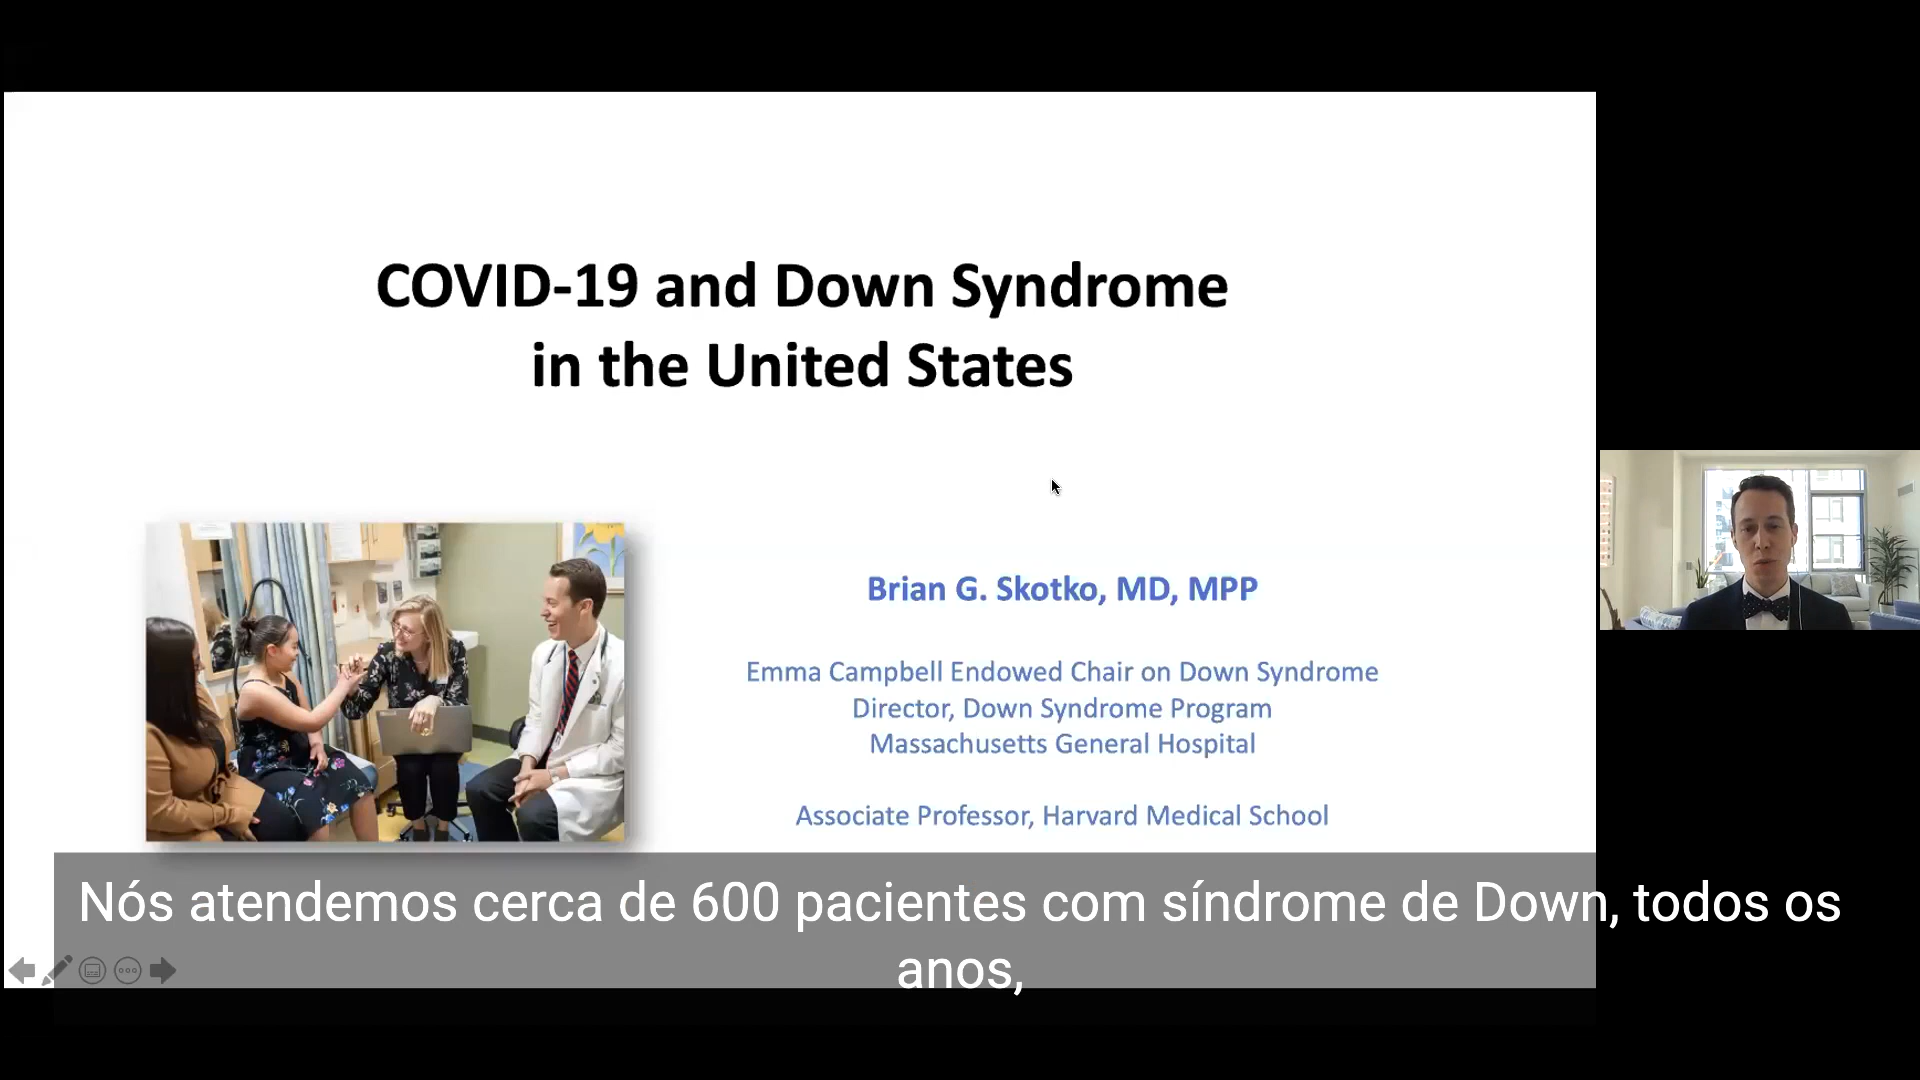 COVID-19 and Down Syndrome
in the United States
Brian G. Skotko, MD, MPP
Emma Campbell Endowed Chair on Down Syndrome
Director, Down Syndrome Program
Massachusetts General Hospital
Associate Professor, Harvard Medical School
Nós atendemos cerca de 600 pacientes com síndrome de Down, todos os
anos,